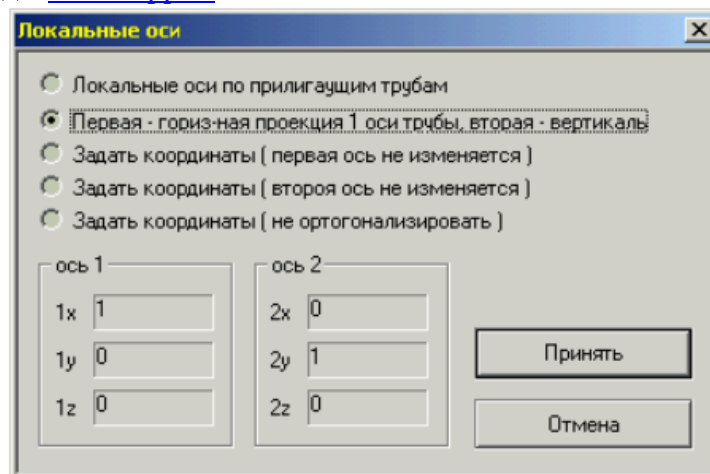 Локальные оси
Локальные оси по прилигаущим трубам
Первая - гориз-ная проекция 1 оси трубы, вторая - вертикаль
Задать координаты ( первая ось не изменяется )
Задать координаты ( второя ось не изменяется )
Задать координаты ( не ортогонализировать )
ось 1
ось 2
1x 1
2x 0
1y 0
2y 1
Принять
1z 0
2z 0
Отмена